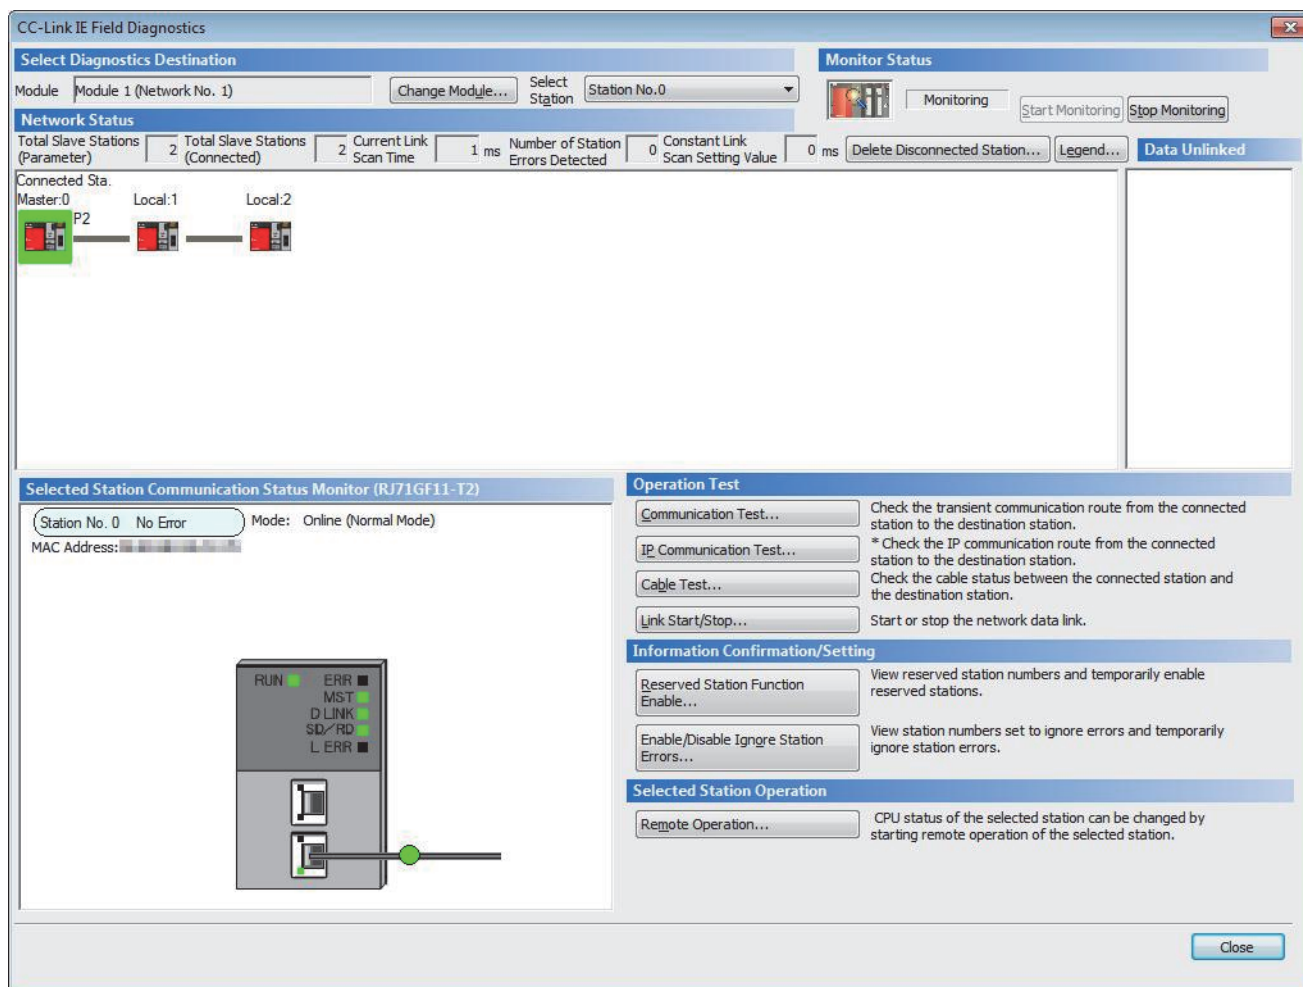 CC-Link IE Field Diagnostics
Select Diagnostics Destination
Monitor Status
Module Module 1 (Network No. 1)
Change Module...
Select
Station
Station No.0
Monitoring
Start Monitoring
Stop Monitoring
Network Status
Total Slave Stations
(Parameter)
2
Total Slave Stations
(Connected)
2
Current Link
Scan Time
1 ms
Number of Station
Errors Detected
0
Constant Link
Scan Setting Value
0 ms
Delete Disconnected Station...
Legend...
Data Unlinked
Connected Sta.
Master:0 Local:1 Local:2
P2
Selected Station Communication Status Monitor (RJ71GF11-T2)
Station No. 0 No Error
Mode: Online (Normal Mode)
MAC Address:
RUN ERR
MST
D LINK
SD/RD
L ERR
Operation Test
Communication Test...
Check the transient communication route from the connected
station to the destination station.
IP Communication Test...
* Check the IP communication route from the connected
station to the destination station.
Cable Test...
Check the cable status between the connected station and
the destination station.
Link Start/Stop...
Start or stop the network data link.
Information Confirmation/Setting
Reserved Station Function
Enable...
View reserved station numbers and temporarily enable
reserved stations.
Enable/Disable Ignore Station
Errors...
View station numbers set to ignore errors and temporarily
ignore station errors.
Selected Station Operation
Remote Operation...
CPU status of the selected station can be changed by
starting remote operation of the selected station.
Close